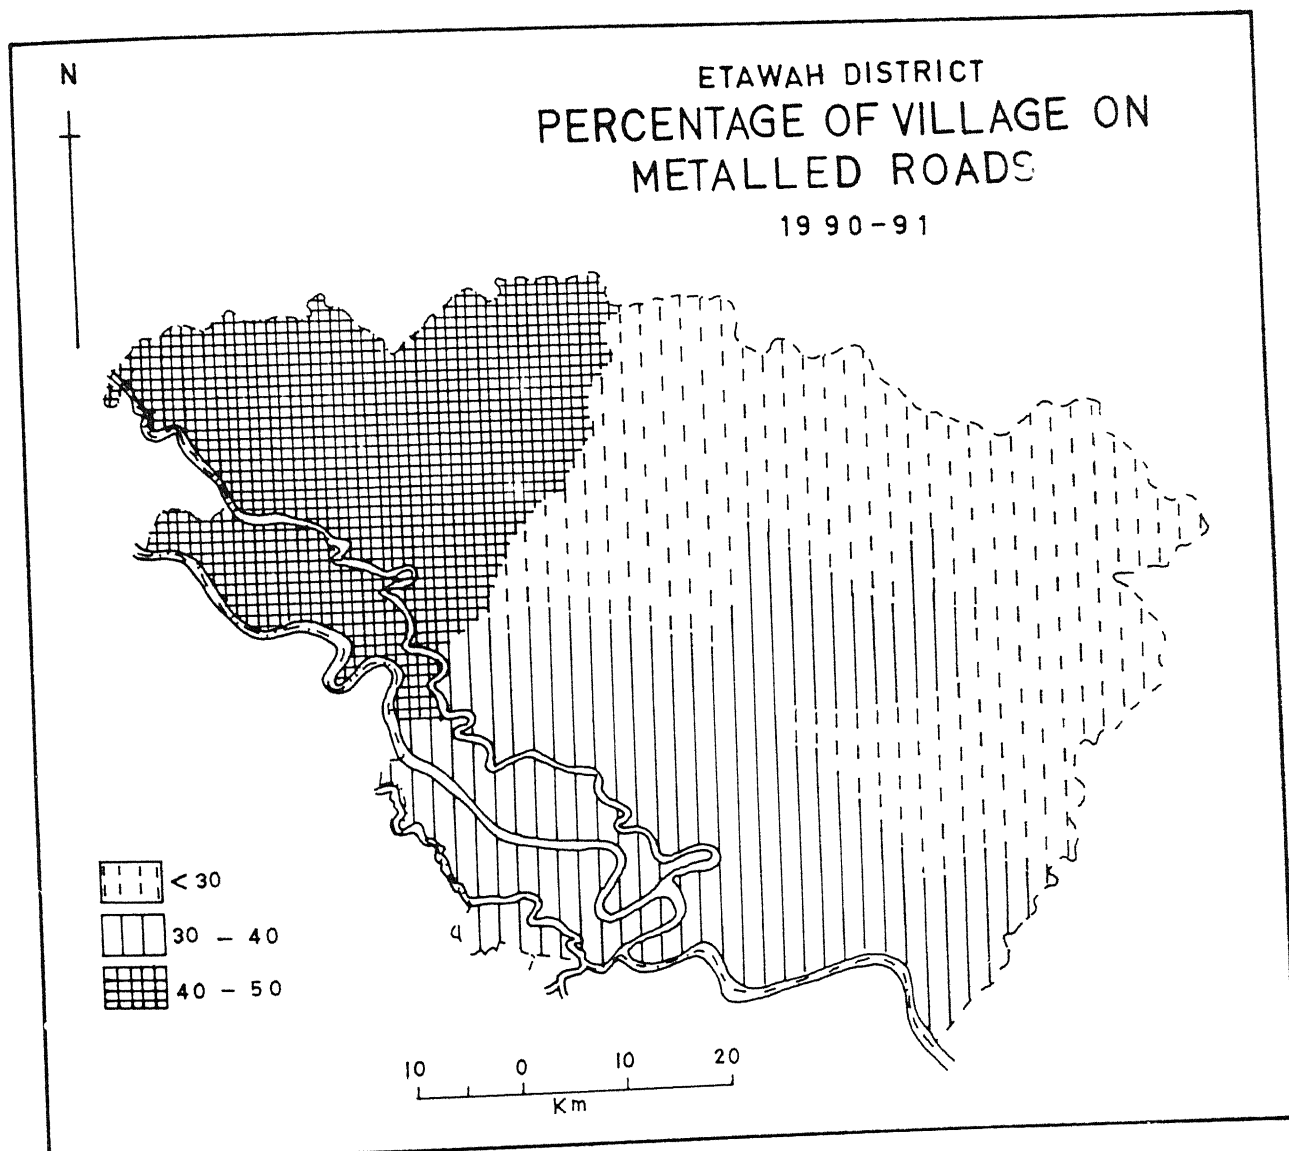 N
ETAWAH DISTRICT
PERCENTAGE OF VILLAGE ON
METALLED ROADS
1990-91
<30
30 - 40
40 - 50
10 0 10 20
Km